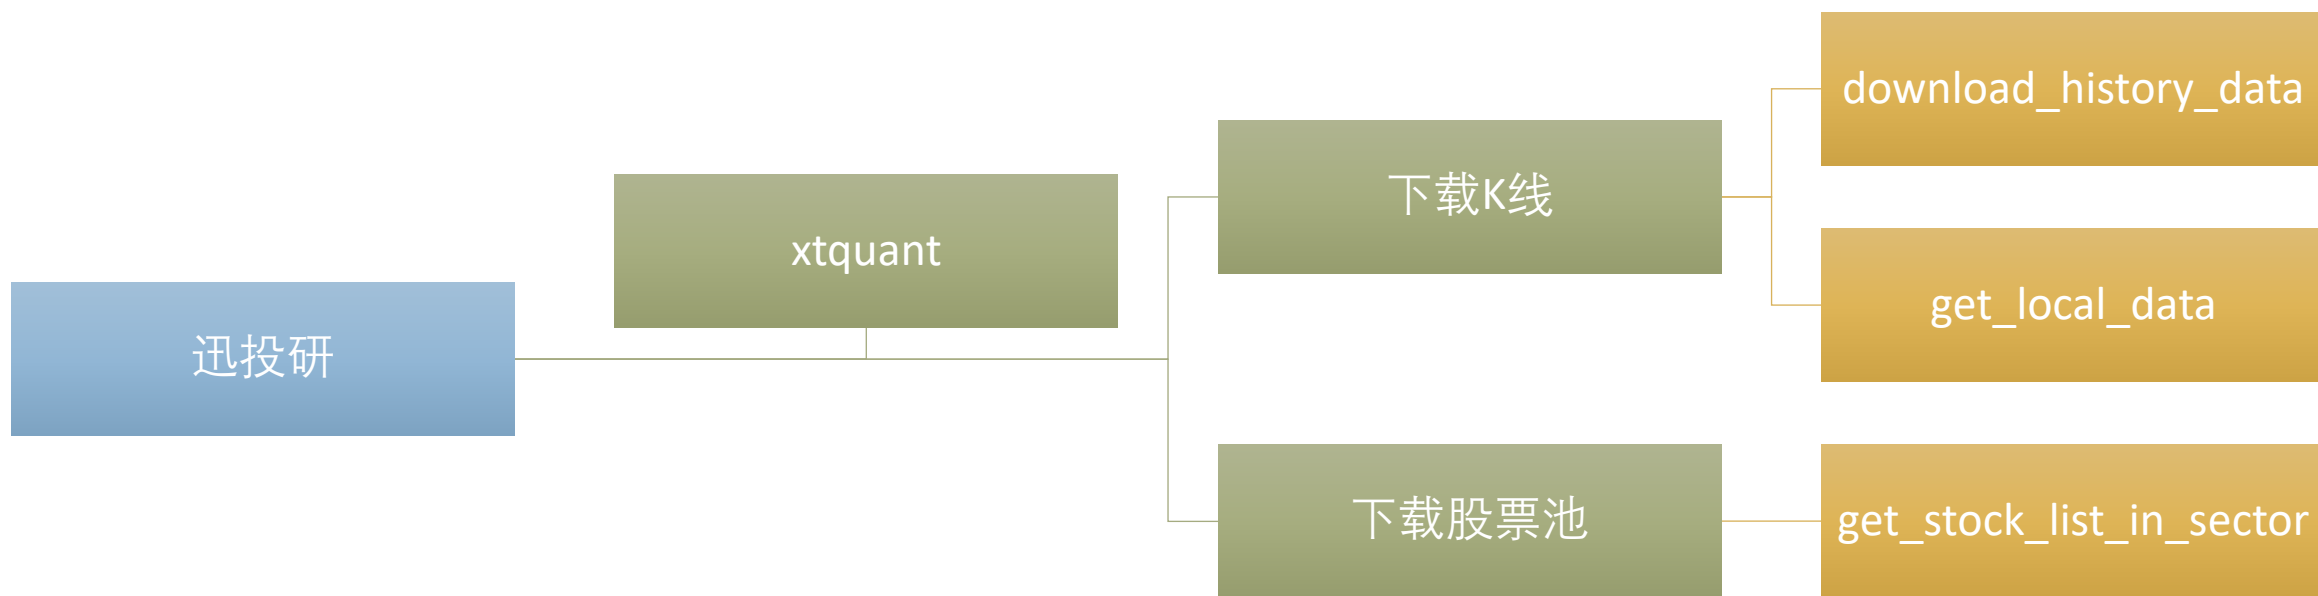 迅投研
xtquant
下载K线
download_history_data
get_local_data
下载股票池
get_stock_list_in_sector